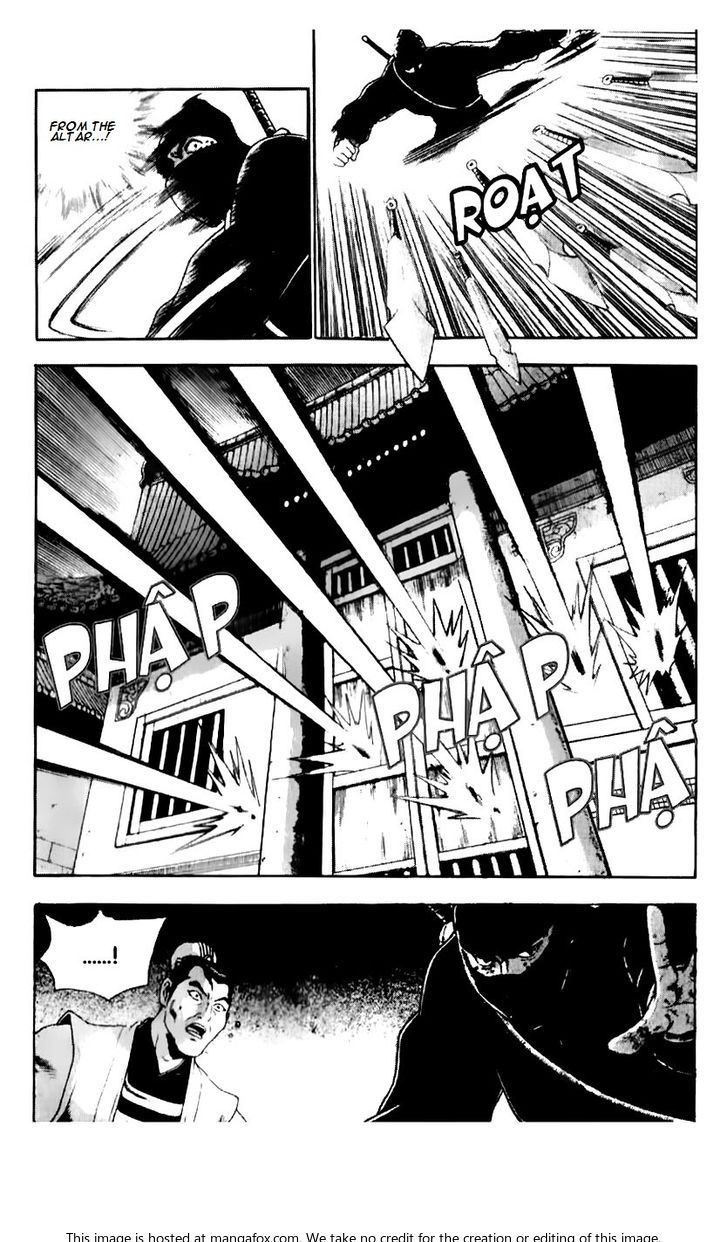 FROM THE
ALTAR...!
ROẠT
PHẬP
PHẬP
PHẬ
.......!
This image is hosted at mangafox.com. We take no credit for the creation or editing of this image.